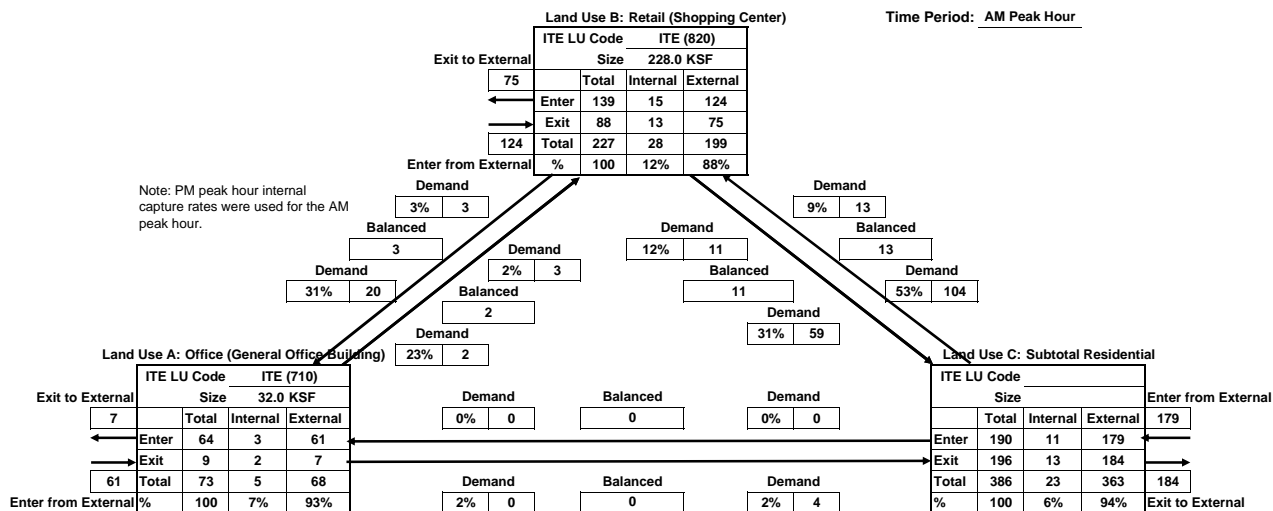 Land Use B: Retail (Shopping Center)
Time Period: AM Peak Hour
ITE LU Code ITE (820)
Exit to External Size 228.0 KSF
75 Total Internal External
Enter 139 15 124
Exit 88 13 75
124 Total 227 28 199
Enter from External % 100 12% 88%
Note: PM peak hour internal
capture rates were used for the AM
peak hour.
Demand Demand
3% 3 9% 13
Balanced Demand Balanced
3 12% 11 13
Demand
2% 3
Demand Balanced Demand
31% 20 11 53% 104
Balanced
2
Demand
31% 59
Demand
23% 2
Land Use A: Office (General Office Building) Land Use C: Subtotal Residential
ITE LU Code ITE (710) ITE LU Code
Exit to External Size 32.0 KSF Demand Balanced Demand Size Enter from External
7 Total Internal External 0% 0 0 0% 0 Total Internal External 179
Enter 64 3 61 Enter 190 11 179
Exit 9 2 7 Exit 196 13 184
61 Total 73 5 68 Demand Balanced Demand Total 386 23 363 184
Enter from External % 100 7% 93% 2% 0 0 2% 4 % 100 6% 94% Exit to External